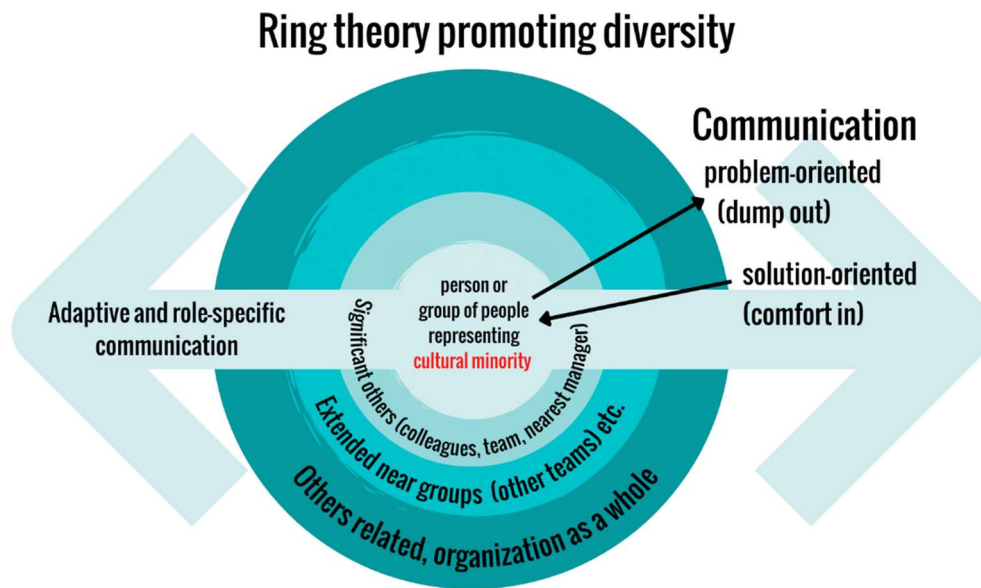 Ring theory promoting diversity
Communication
problem-oriented
(dump out)
solution-oriented
(comfort in)
Adaptive and role-specific
communication
person or
group of people
representing
cultural minority
Significant others (colleagues, team, nearest manager)
Extended near groups (other teams) etc.
Others related, organization as a whole